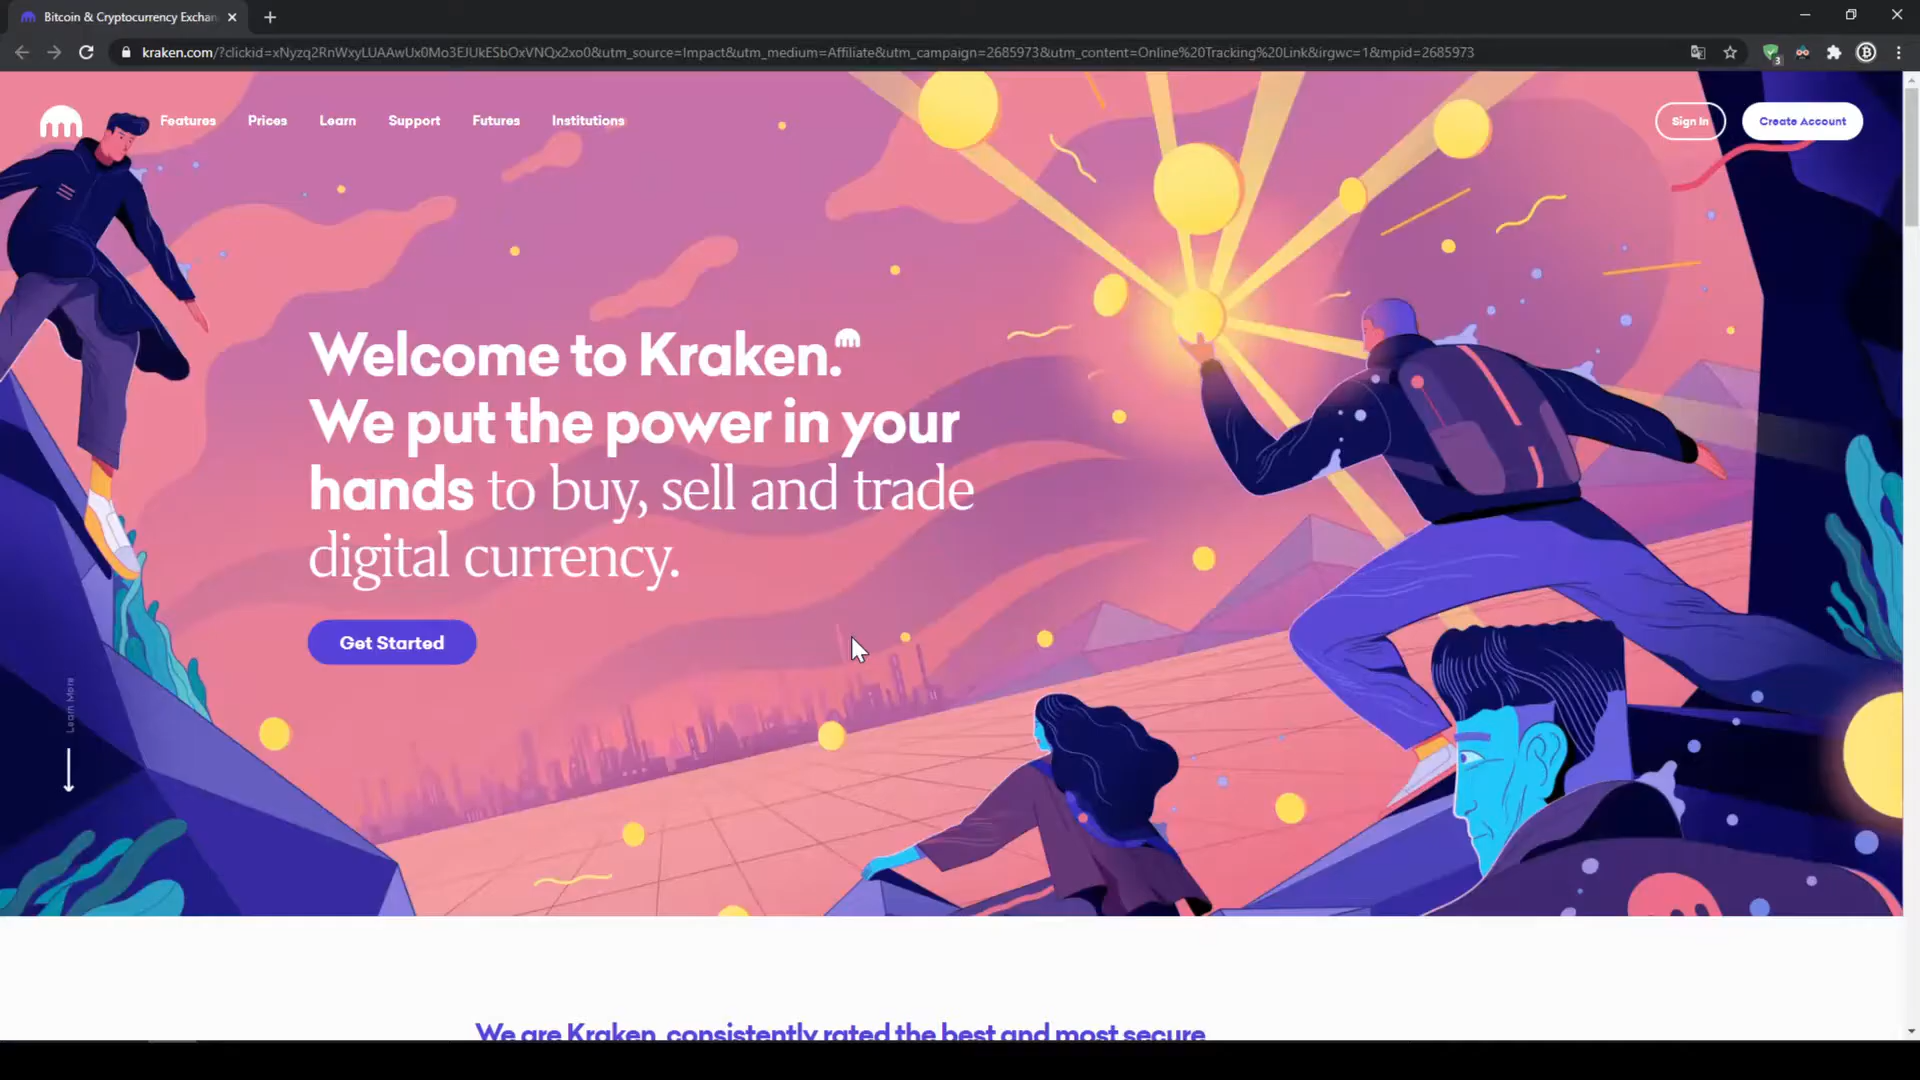 Bitcoin & Cryptocurrency Exchan
kraken.com/?clickid=xNyzq2RnWxyLUAAwUx0Mo3EJUkESbOxVNQx2xo0&utm_source=Impact&utm_medium=Affiliate&utm_campaign=2685973&utm_content=Online%20Tracking%20Link&irgwc=1&mpid=2685973
3
Features Prices Learn Support Futures Institutions Sign In Create Account
Welcome to Kraken.
We put the power in your
hands to buy, sell and trade
digital currency.
Get Started
Learn More
We are Kraken, consistently rated the best and most secure